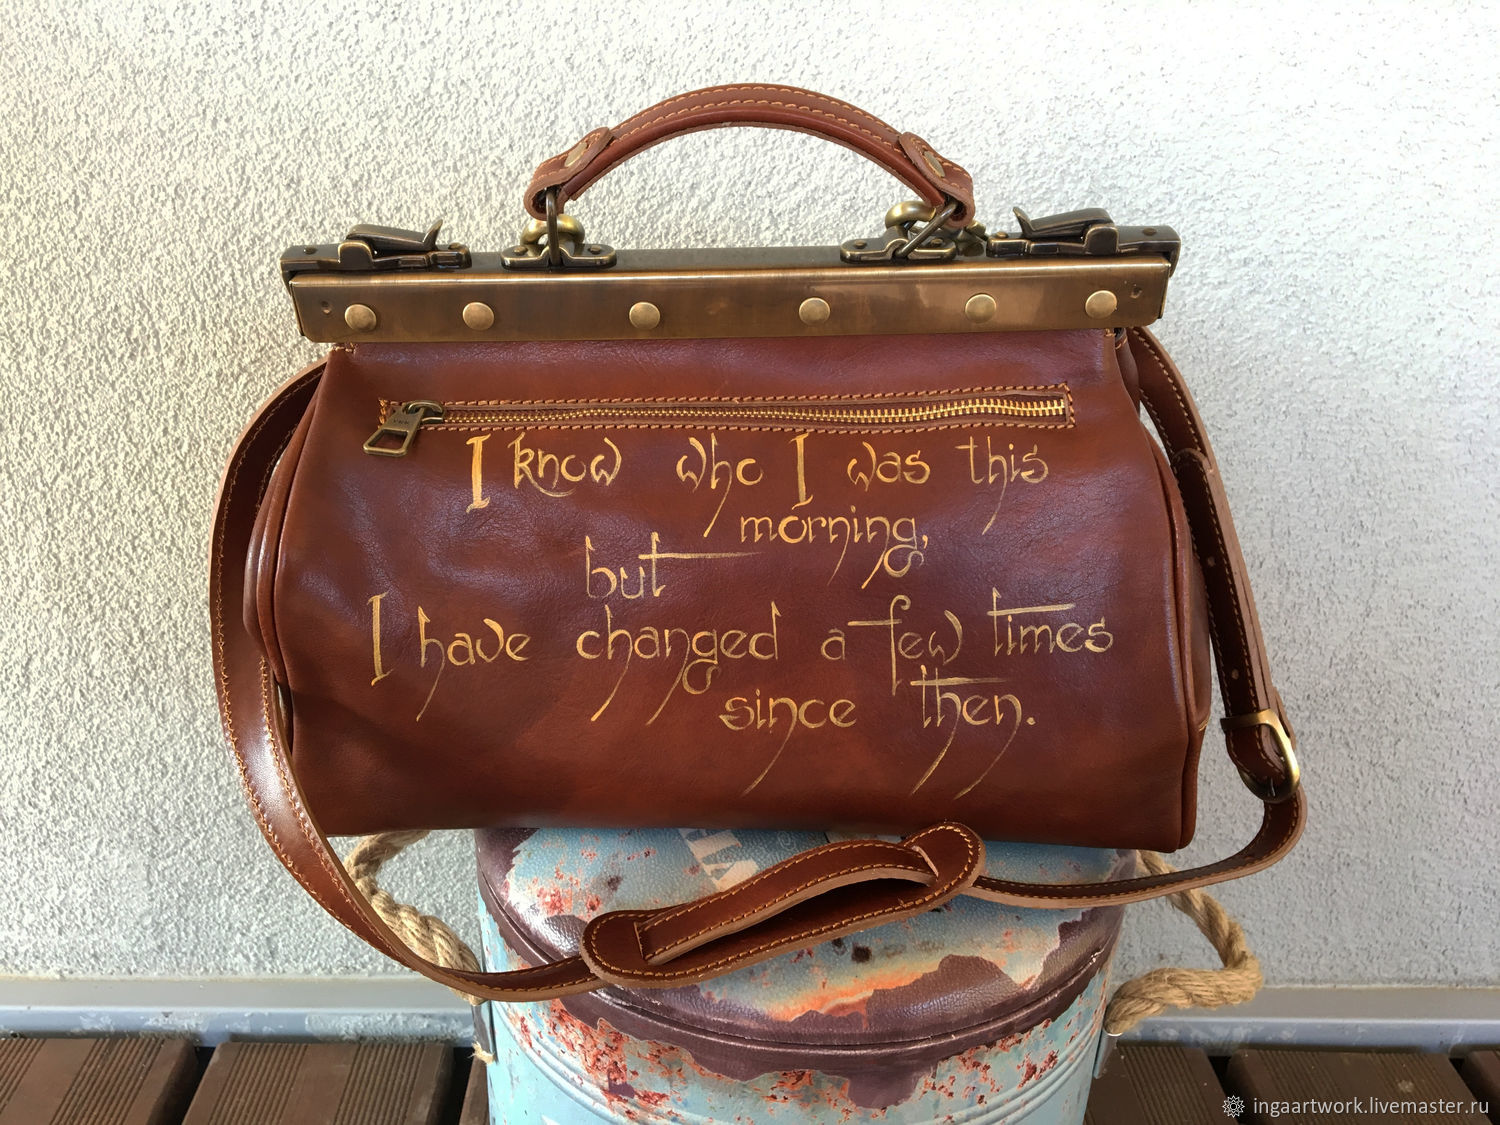 I know who I was this
morning,
but
I have changed a few times
since then.
ingaartwork.livemaster.ru